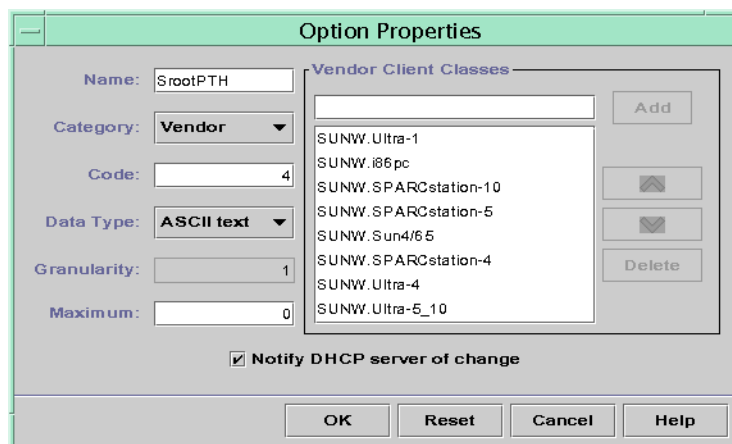 Option Properties
Name: SrootPTH
Category: Vendor
Code: 4
Data Type: ASCII text
Granularity: 1
Maximum: 0
Vendor Client Classes
Add
SUNW.Ultra-1
SUNW.i86pc
SUNW.SPARCstation-10
SUNW.SPARCstation-5
SUNW.Sun4/65
SUNW.SPARCstation-4
SUNW.Ultra-4
SUNW.Ultra-5_10
Delete
Notify DHCP server of change
OK Reset Cancel Help